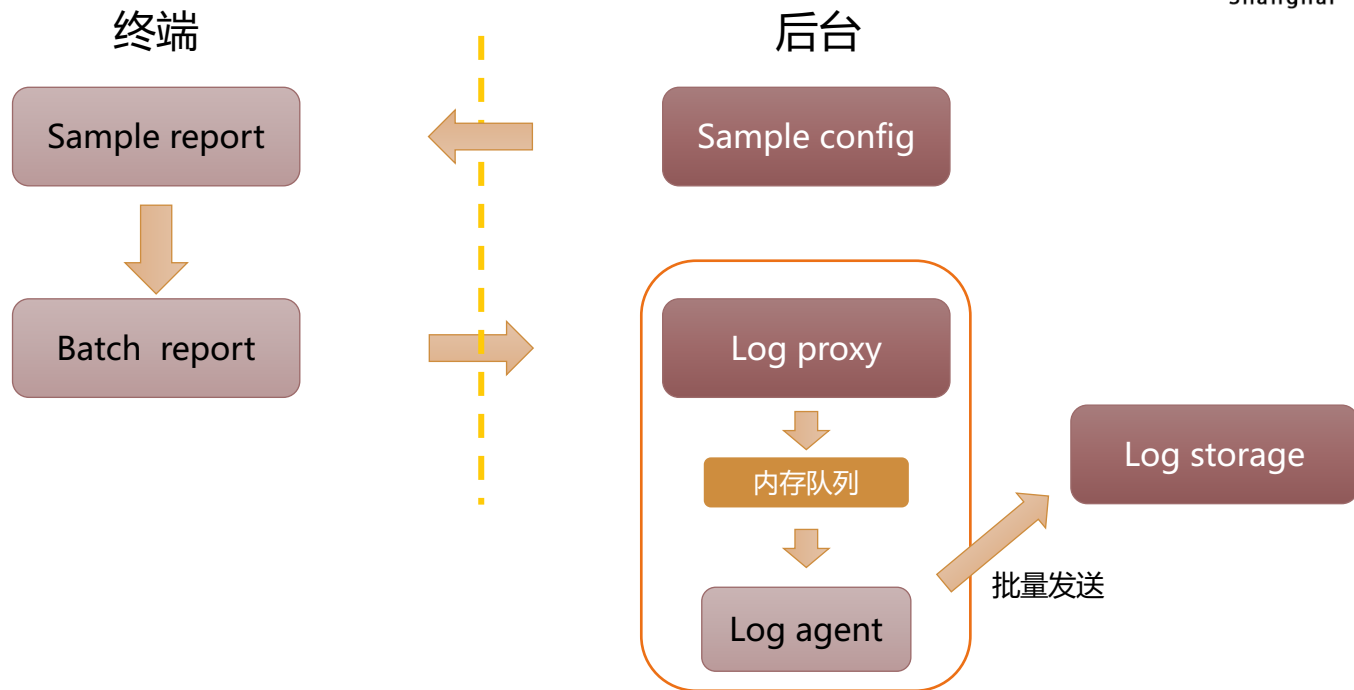 Shanghai
终端
后台
Sample report
Sample config
Batch report
Log proxy
内存队列
Log storage
批量发送
Log agent